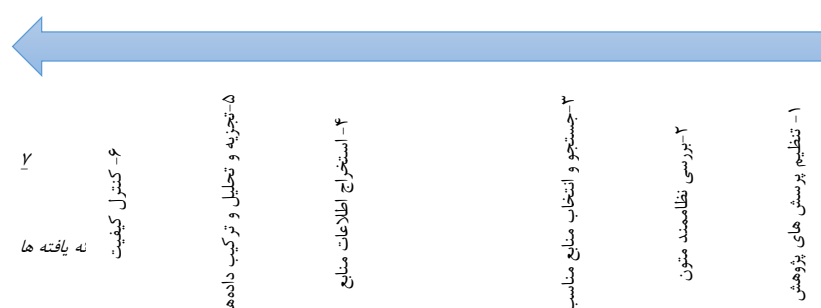 ۱- تنظیم پرسش های پژوهش
۲-بررسی نظاممند متون
۳-جستجو و انتخاب منابع مناسب
۴- استخراج اطلاعات منابع
۵-تجزیه و تحلیل و ترکیب داده‌ها
۶- کنترل کیفیت
۷
ئه یافته ها